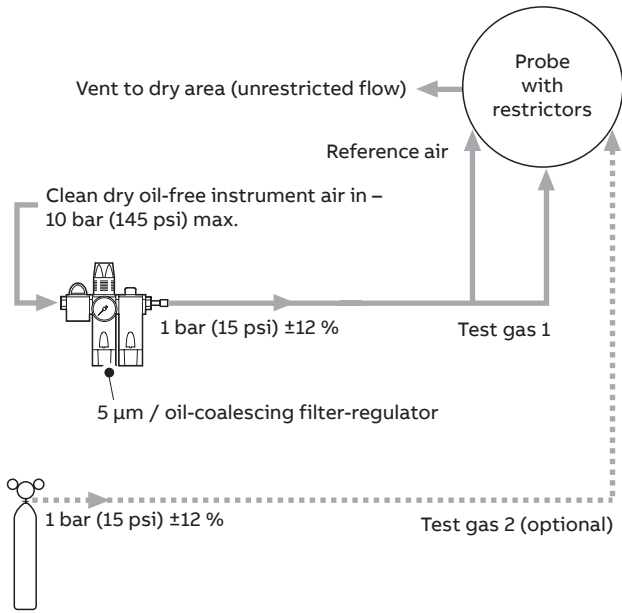 Probe
with
restrictors
Vent to dry area (unrestricted flow)
Reference air
Clean dry oil-free instrument air in –
10 bar (145 psi) max.
1 bar (15 psi) ±12 %
Test gas 1
5 µm / oil-coalescing filter-regulator
1 bar (15 psi) ±12 %
Test gas 2 (optional)